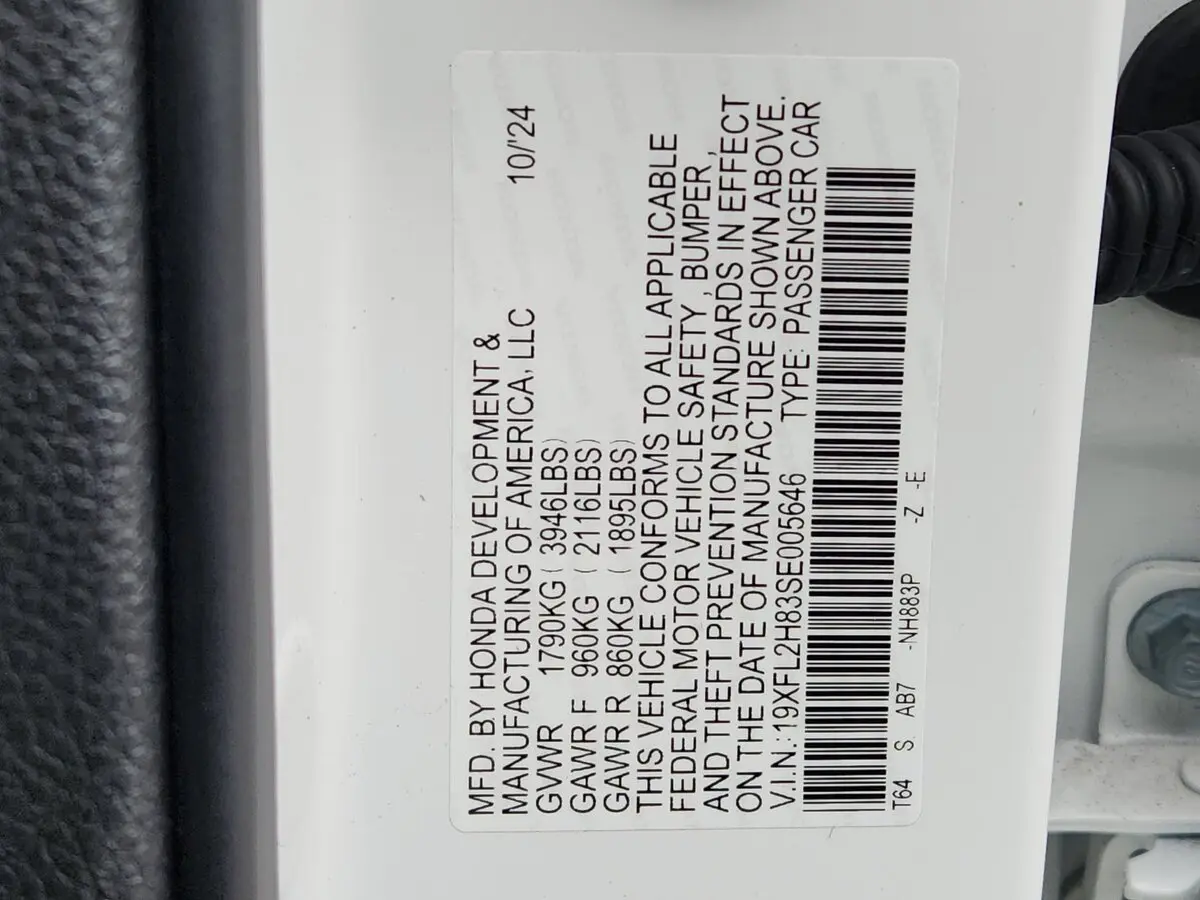 MFD. BY HONDA DEVELOPMENT &
MANUFACTURING OF AMERICA, LLC 10/'24
GVWR 1790KG ( 3946LBS)
GAWR F 960KG ( 2116LBS)
GAWR R 860KG ( 1895LBS)
THIS VEHICLE CONFORMS TO ALL APPLICABLE
FEDERAL MOTOR VEHICLE SAFETY, BUMPER,
AND THEFT PREVENTION STANDARDS IN EFFECT
ON THE DATE OF MANUFACTURE SHOWN ABOVE.
V.I.N.:19XFL2H83SE005646 TYPE: PASSENGER CAR
T64 S. AB7 -NH883P -Z -E